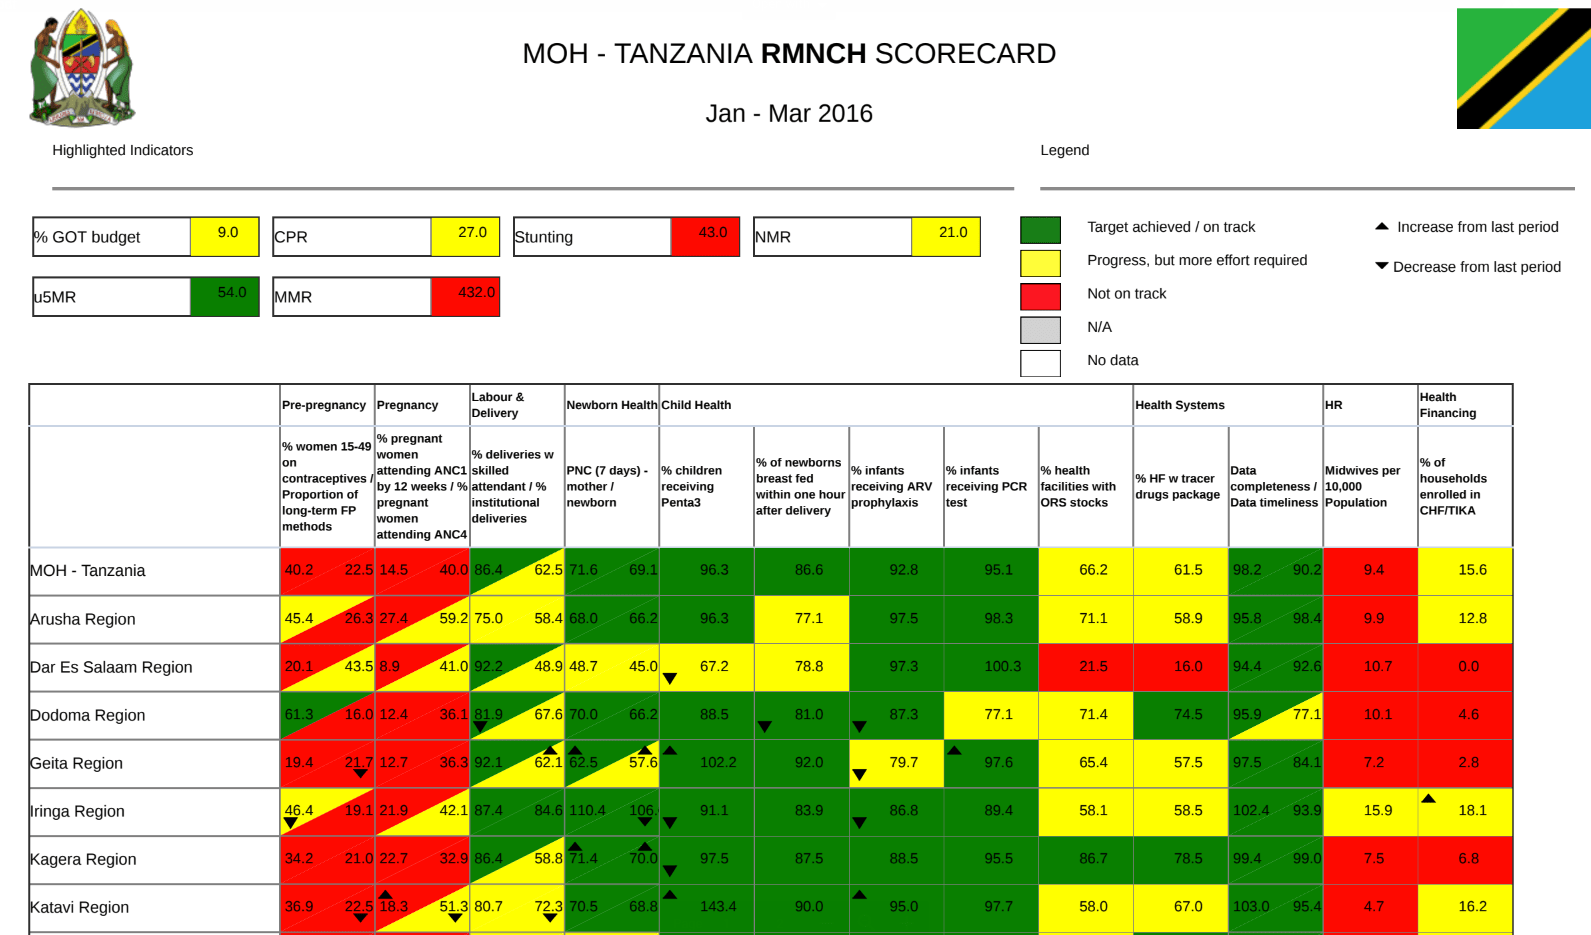 MOH - TANZANIA RMNCH SCORECARD
Jan - Mar 2016
Highlighted Indicators
Legend
% GOT budget 9.0 CPR 27.0 Stunting 43.0 NMR 21.0
u5MR 54.0 MMR 432.0
Target achieved / on track
Increase from last period
Progress, but more effort required
Decrease from last period
Not on track
N/A
No data
Pre-pregnancy
Pregnancy
Labour &
Delivery
Newborn Health
Child Health
Health Systems
HR
Health
Financing
% women 15-49
on
contraceptives /
Proportion of
long-term FP
methods
% pregnant
women
attending ANC1
by 12 weeks / %
pregnant
women
attending ANC4
% deliveries w
skilled
attendant / %
institutional
deliveries
PNC (7 days) -
mother /
newborn
% children
receiving
Penta3
% of newborns
breast fed
within one hour
after delivery
% infants
receiving ARV
prophylaxis
% infants
receiving PCR
test
% health
facilities with
ORS stocks
% HF w tracer
drugs package
Data
completeness /
Data timeliness
Midwives per
10,000
Population
% of
households
enrolled in
CHF/TIKA
MOH - Tanzania 40.2 22.5 14.5 40.0 86.4 62.5 71.6 69.1 96.3 86.6 92.8 95.1 66.2 61.5 98.2 90.2 9.4 15.6
Arusha Region 45.4 26.3 27.4 59.2 75.0 58.4 68.0 66.2 96.3 77.1 97.5 98.3 71.1 58.9 95.8 98.4 9.9 12.8
Dar Es Salaam Region 20.1 43.5 8.9 41.0 92.2 48.9 48.7 45.0 67.2 78.8 97.3 100.3 21.5 16.0 94.4 92.6 10.7 0.0
Dodoma Region 61.3 16.0 12.4 36.1 81.9 67.6 70.0 66.2 88.5 81.0 87.3 77.1 71.4 74.5 95.9 77.1 10.1 4.6
Geita Region 19.4 21.7 12.7 36.3 92.1 62.1 62.5 57.6 102.2 92.0 79.7 97.6 65.4 57.5 97.5 84.1 7.2 2.8
Iringa Region 46.4 19.1 21.9 42.1 87.4 84.6 110.4 106. 91.1 83.9 86.8 89.4 58.1 58.5 102.4 93.9 15.9 18.1
Kagera Region 34.2 21.0 22.7 32.9 86.4 58.8 71.4 70.0 97.5 87.5 88.5 95.5 86.7 78.5 99.4 99.0 7.5 6.8
Katavi Region 36.9 22.5 18.3 51.3 80.7 72.3 70.5 68.8 143.4 90.0 95.0 97.7 58.0 67.0 103.0 95.4 4.7 16.2